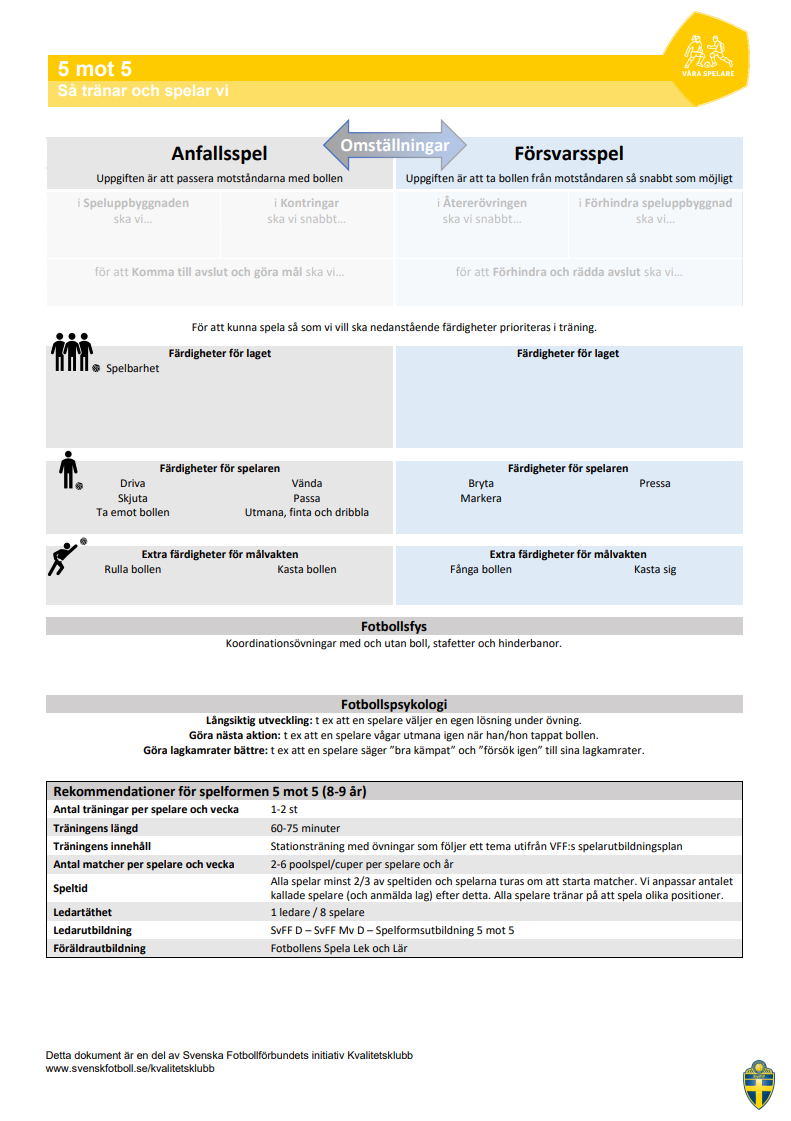 5 mot 5
Så tränar och spelar vi
VÅRA SPELARE
Omställningar
Anfallsspel
Uppgiften är att passera motståndarna med bollen
Försvarsspel
Uppgiften är att ta bollen från motståndaren så snabbt som möjligt
i Speluppbyggnaden
ska vi...
i Kontringar
ska vi snabbt...
i Återerövringen
ska vi snabbt...
i Förhindra speluppbyggnad
ska vi...
för att Komma till avslut och göra mål ska vi...
för att Förhindra och rädda avslut ska vi...
För att kunna spela så som vi vill ska nedanstående färdigheter prioriteras i träning.
Färdigheter för laget
Spelbarhet
Färdigheter för laget
Färdigheter för spelaren
Driva Vända
Skjuta Passa
Ta emot bollen Utmana, finta och dribbla
Färdigheter för spelaren
Bryta Pressa
Markera
Extra färdigheter för målvakten
Rulla bollen Kasta bollen
Extra färdigheter för målvakten
Fånga bollen Kasta sig
Fotbollsfys
Koordinationsövningar med och utan boll, stafetter och hinderbanor.
Fotbollspsykologi
Långsiktig utveckling: t ex att en spelare väljer en egen lösning under övning.
Göra nästa aktion: t ex att en spelare vågar utmana igen när han/hon tappat bollen.
Göra lagkamrater bättre: t ex att en spelare säger ”bra kämpat” och ”försök igen” till sina lagkamrater.
Rekommendationer för spelformen 5 mot 5 (8-9 år)
Antal träningar per spelare och vecka 1-2 st
Träningens längd 60-75 minuter
Träningens innehåll Stationsträning med övningar som följer ett tema utifrån VFF:s spelarutbildningsplan
Antal matcher per spelare och vecka 2-6 poolspel/cuper per spelare och år
Speltid Alla spelar minst 2/3 av speltiden och spelarna turas om att starta matcher. Vi anpassar antalet
kallade spelare (och anmälda lag) efter detta. Alla spelare tränar på att spela olika positioner.
Ledartäthet 1 ledare / 8 spelare
Ledarutbildning SvFF D – SvFF Mv D – Spelformsutbildning 5 mot 5
Föräldrautbildning Fotbollens Spela Lek och Lär
Detta dokument är en del av Svenska Fotbollförbundets initiativ Kvalitetsklubb
www.svenskfotboll.se/kvalitetsklubb